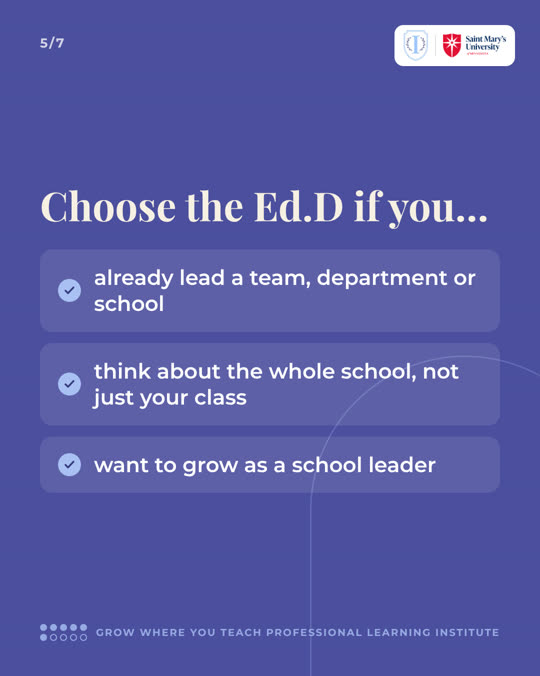 5/7
Saint Mary's
University
Choose the Ed.D if you...
already lead a team, department or
school
think about the whole school, not
just your class
want to grow as a school leader
GROW WHERE YOU TEACH PROFESSIONAL LEARNING INSTITUTE